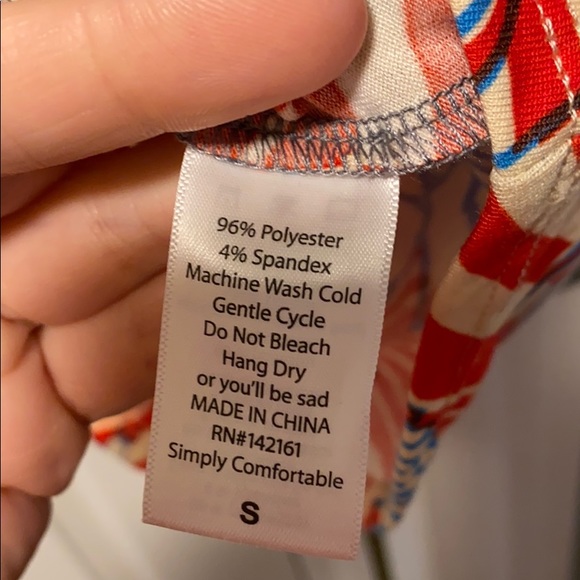 96% Polyester
4% Spandex
Machine Wash Cold
Gentle Cycle
Do Not Bleach
Hang Dry
or you'll be sad
MADE IN CHINA
RN#142161
Simply Comfortable
S